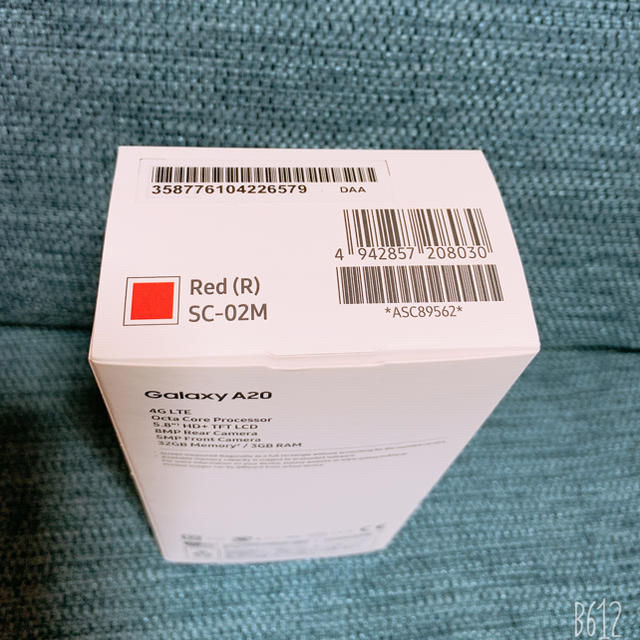 358776104226579 DAA
4 942857 208030
Red (R)
SC-02M
*ASC89562*
Galaxy A20
4G LTE
Octa Core Processor
5.8"*¹ HD+ TFT LCD
8MP Rear Camera
5MP Front Camera
32GB Memory* / 3GB RAM
B612